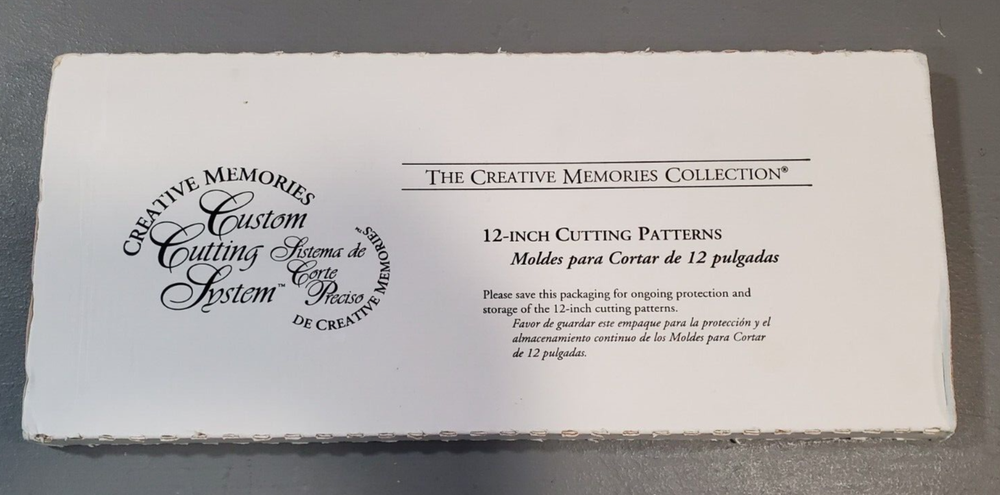 CREATIVE MEMORIES
Custom
Cutting
System™
Sistema de
Corte
Preciso
DE CREATIVE MEMORIES™
THE CREATIVE MEMORIES COLLECTION®
12-INCH CUTTING PATTERNS
Moldes para Cortar de 12 pulgadas
Please save this packaging for ongoing protection and
storage of the 12-inch cutting patterns.
Favor de guardar este empaque para la protección y el
almacenamiento continuo de los Moldes para Cortar
de 12 pulgadas.